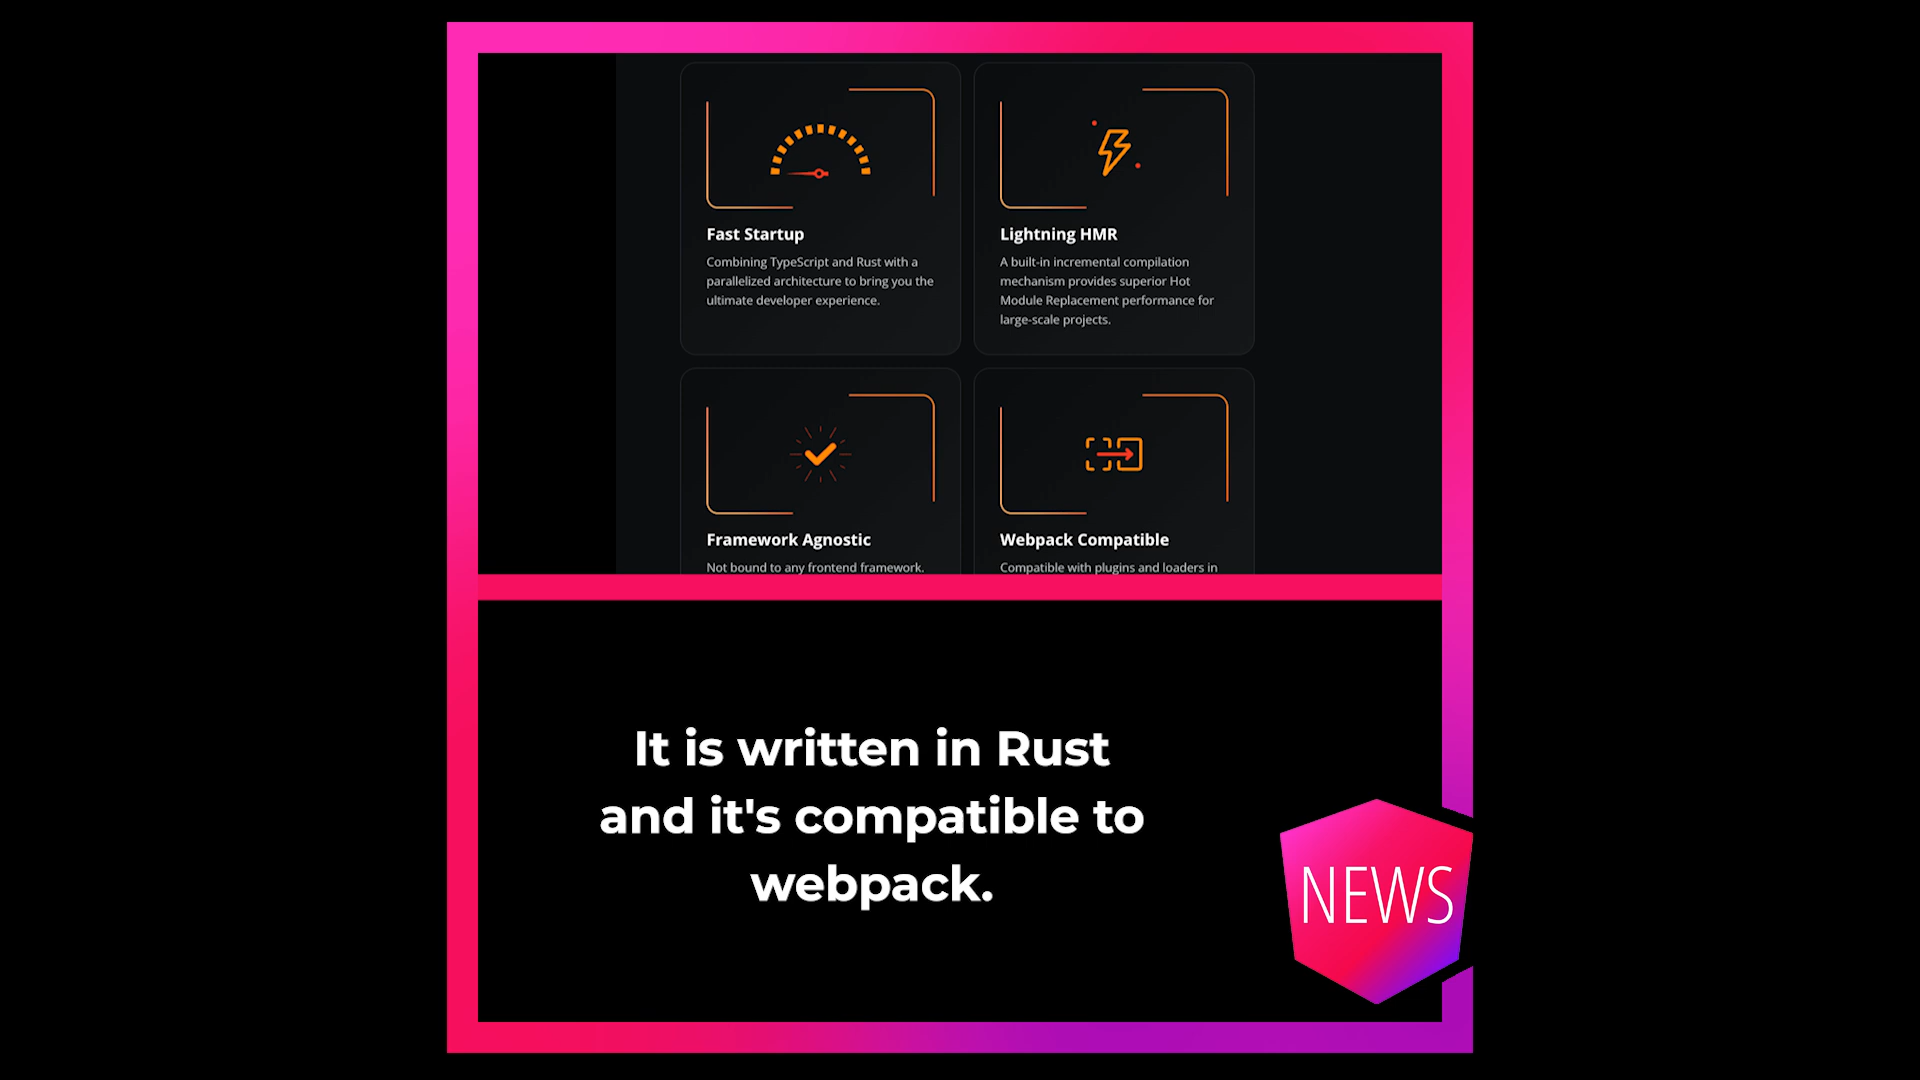 Fast Startup
Combining TypeScript and Rust with a
parallelized architecture to bring you the
ultimate developer experience.
Lightning HMR
A built-in incremental compilation
mechanism provides superior Hot
Module Replacement performance for
large-scale projects.
Framework Agnostic
Not bound to any frontend framework.
Webpack Compatible
Compatible with plugins and loaders in
It is written in Rust
and it's compatible to
webpack.
NEWS